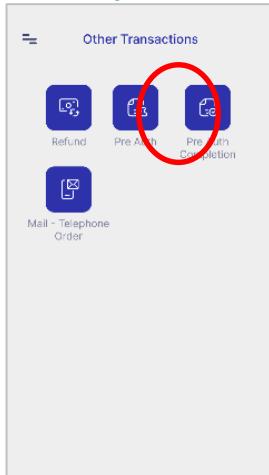 Other Transactions
Refund
Pre Auth
Pre Auth
Completion
Mail - Telephone
Order